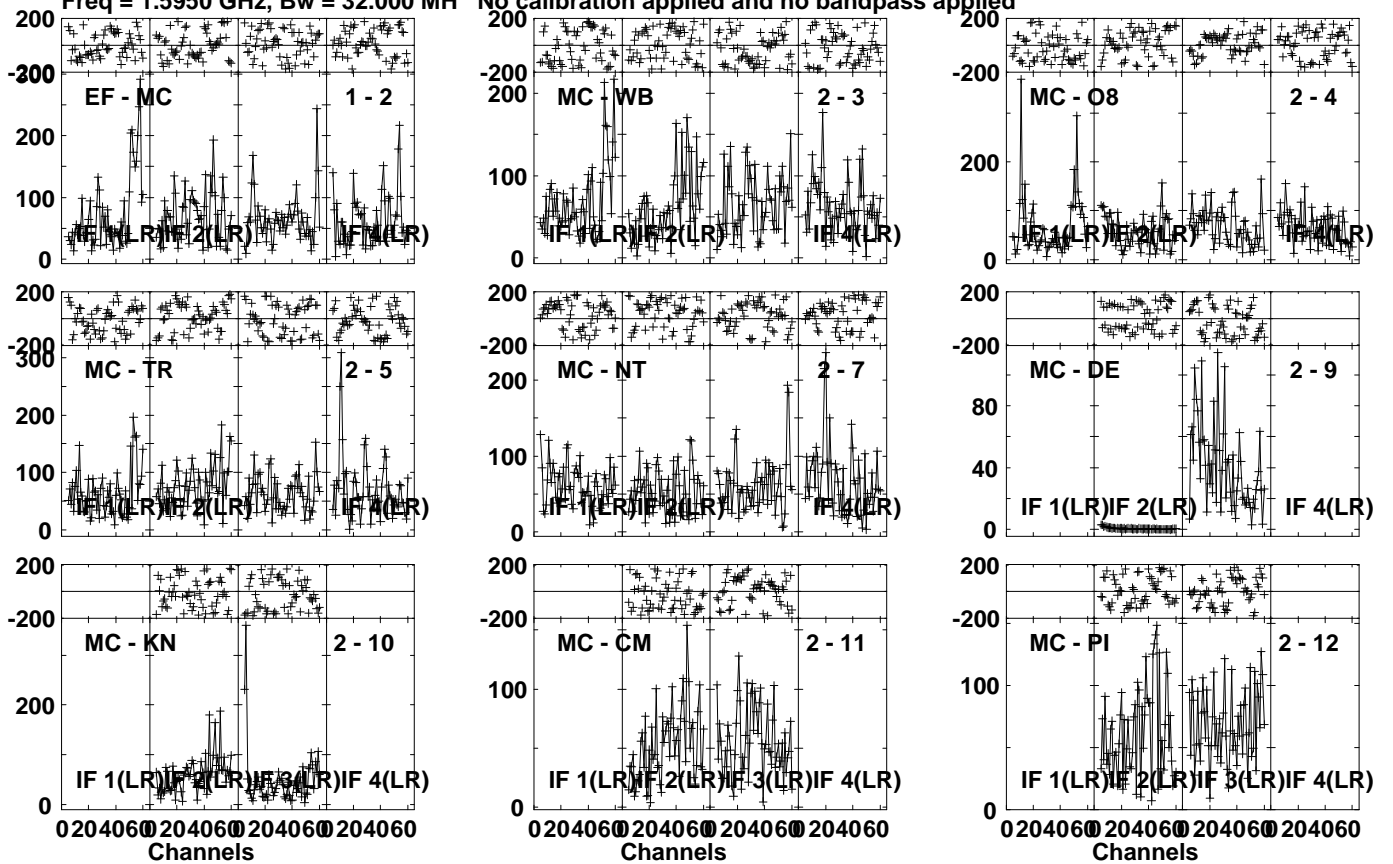 Freq = 1.5950 GHz, Bw = 32.000 MH No calibration applied and no bandpass applied
200
-200
300
200
100
0
EF - MC 1 - 2
IF 1(LR) IF 2(LR) IF 4(LR)
200
-200
200
100
0
MC - WB 2 - 3
IF 1(LR) IF 2(LR) IF 4(LR)
200
-200
200
0
MC - O8 2 - 4
IF 1(LR) IF 2(LR) IF 4(LR)
200
-200
300
200
100
0
MC - TR 2 - 5
IF 1(LR) IF 2(LR) IF 4(LR)
200
-200
200
100
0
MC - NT 2 - 7
IF 1(LR) IF 2(LR) IF 4(LR)
200
-200
80
40
0
MC - DE 2 - 9
IF 1(LR) IF 2(LR) IF 4(LR)
200
-200
200
0
MC - KN 2 - 10
IF 1(LR) IF 2(LR) IF 3(LR) IF 4(LR)
0 20 40 60 0 20 40 60 0 20 40 60 0 20 40 60
Channels
200
-200
100
0
MC - CM 2 - 11
IF 1(LR) IF 2(LR) IF 3(LR) IF 4(LR)
0 20 40 60 0 20 40 60 0 20 40 60 0 20 40 60
Channels
200
-200
100
0
MC - PI 2 - 12
IF 1(LR) IF 2(LR) IF 3(LR) IF 4(LR)
0 20 40 60 0 20 40 60 0 20 40 60 0 20 40 60
Channels